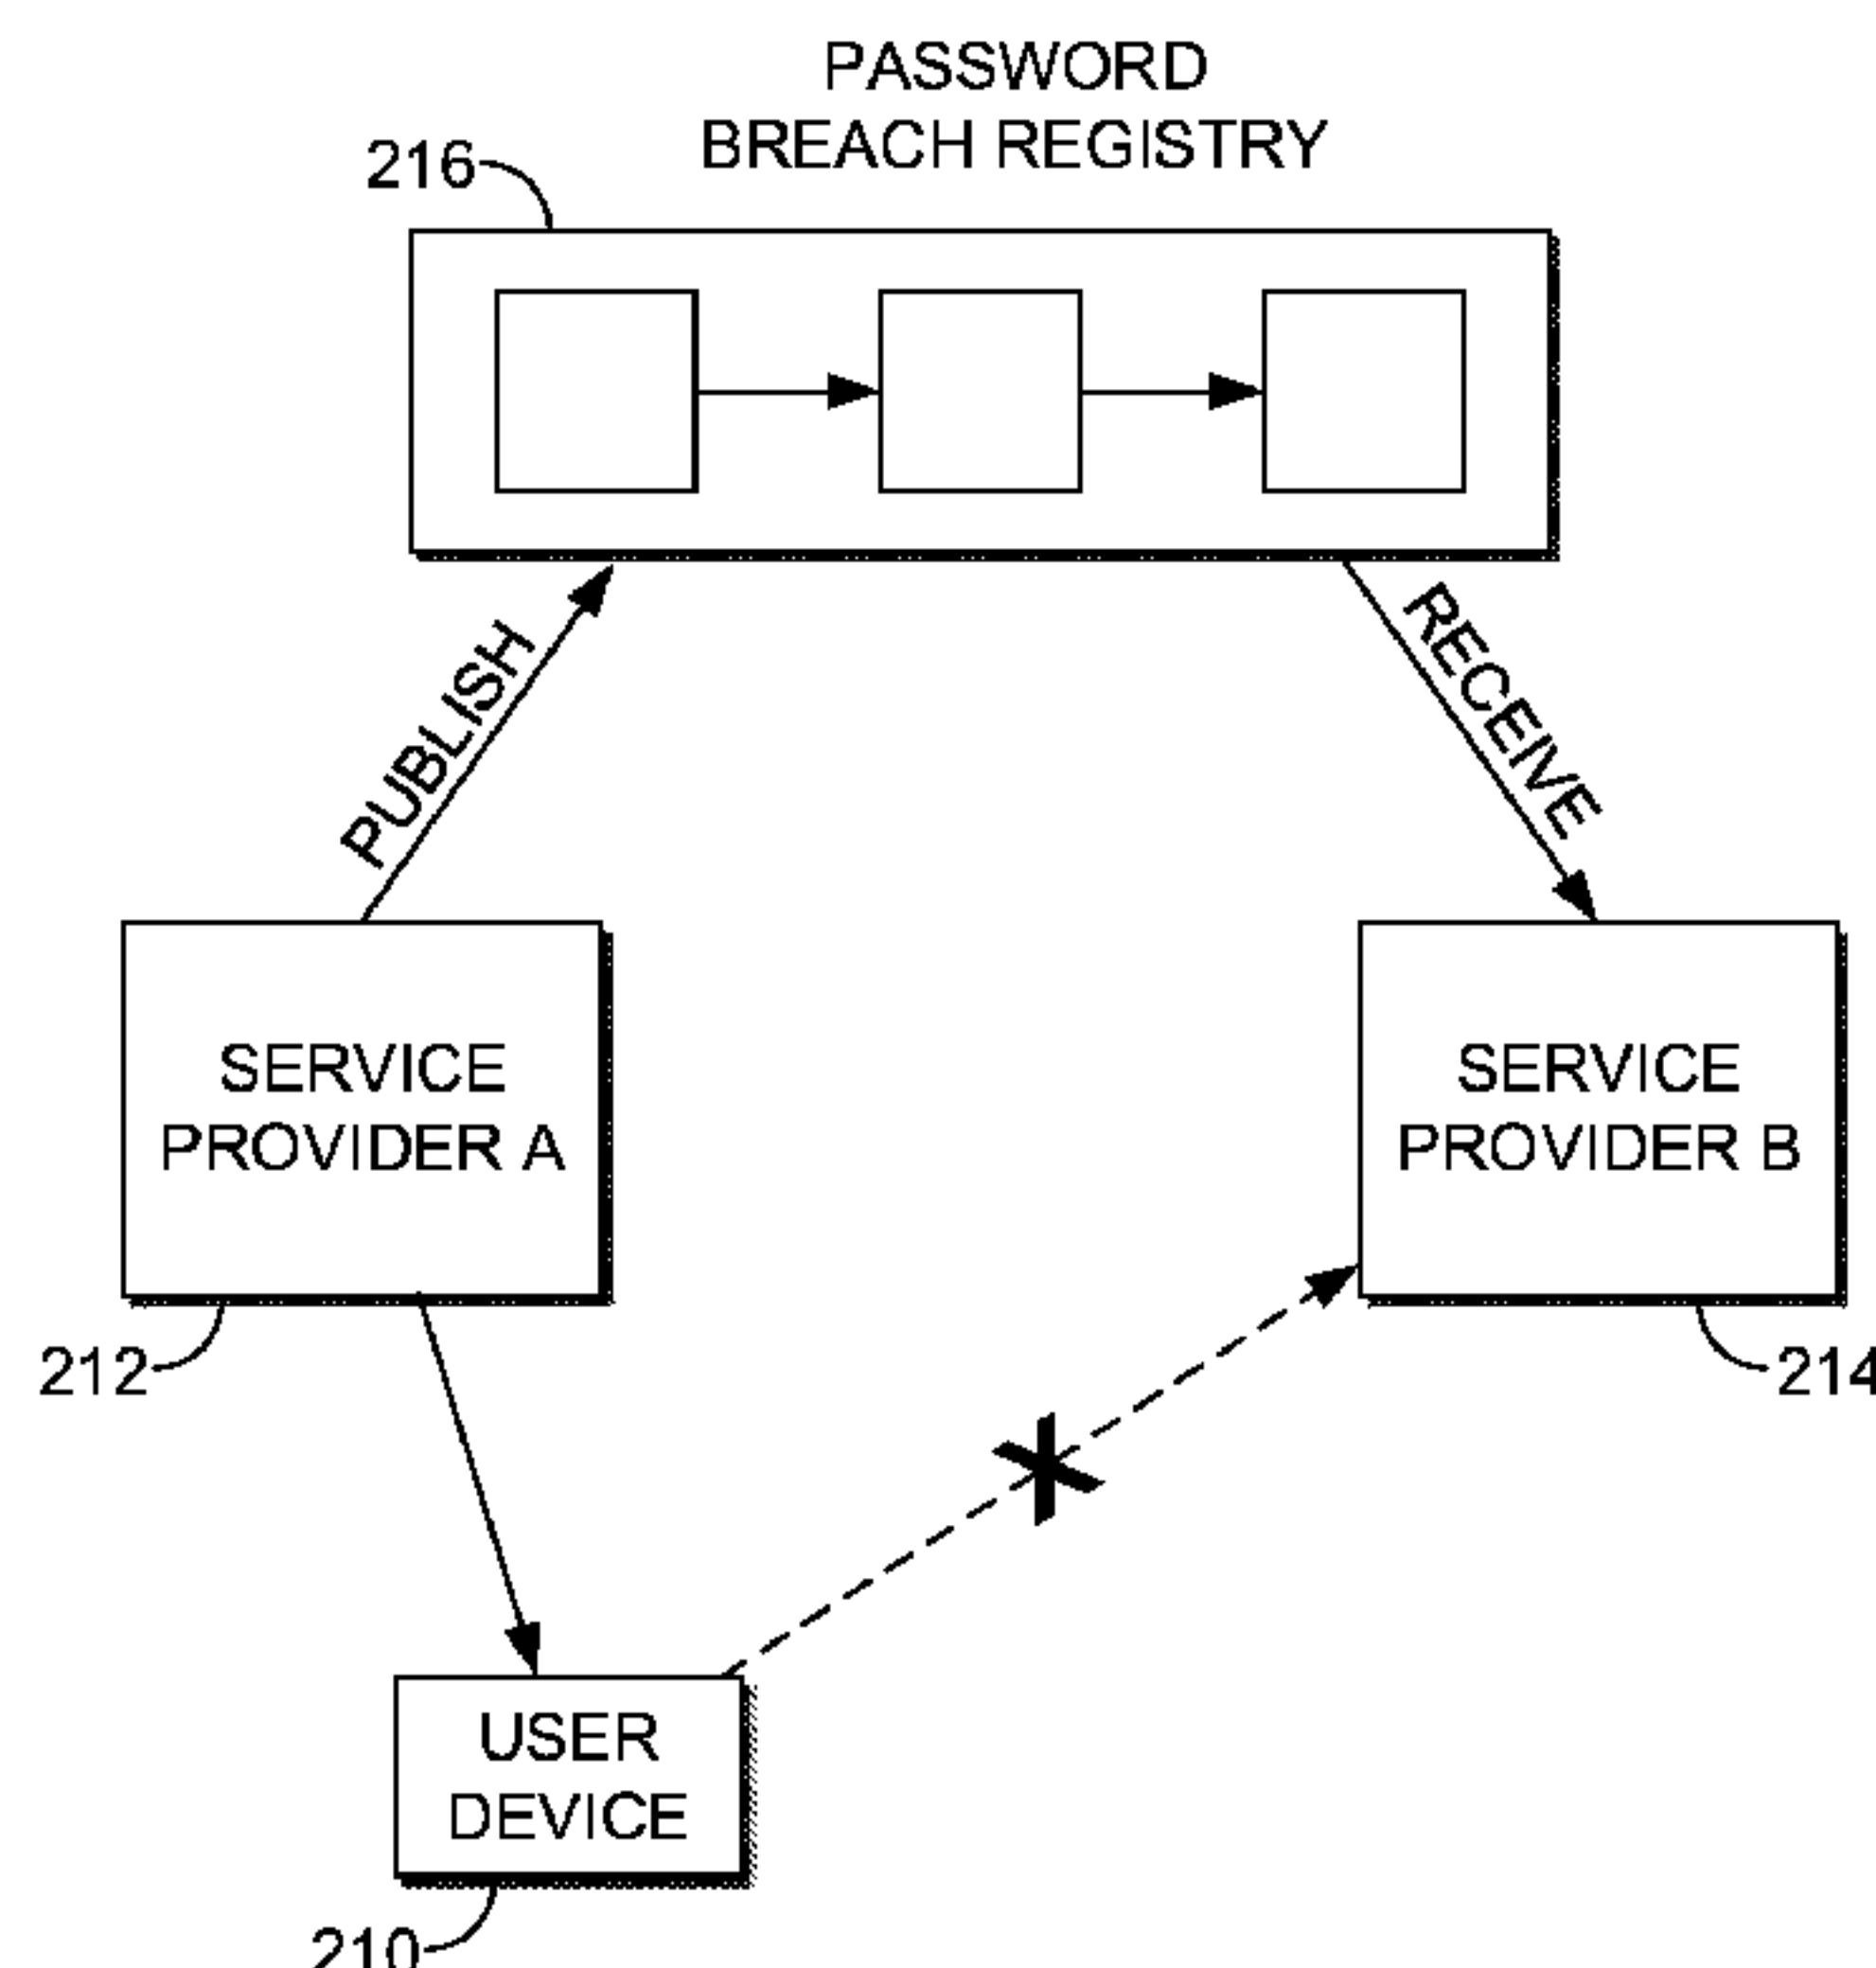 PASSWORD
BREACH REGISTRY
216
PUBLISH
RECEIVE
SERVICE
PROVIDER A
SERVICE
PROVIDER B
212
214
USER
DEVICE
210